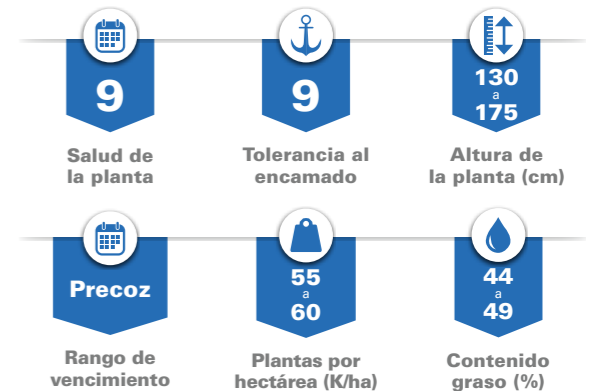 9
Salud de
la planta
9
Tolerancia al
encamado
130
a
175
Altura de
la planta (cm)
Precoz
Rango de
vencimiento
55
a
60
Plantas por
hectárea (K/ha)
44
a
49
Contenido
graso (%)